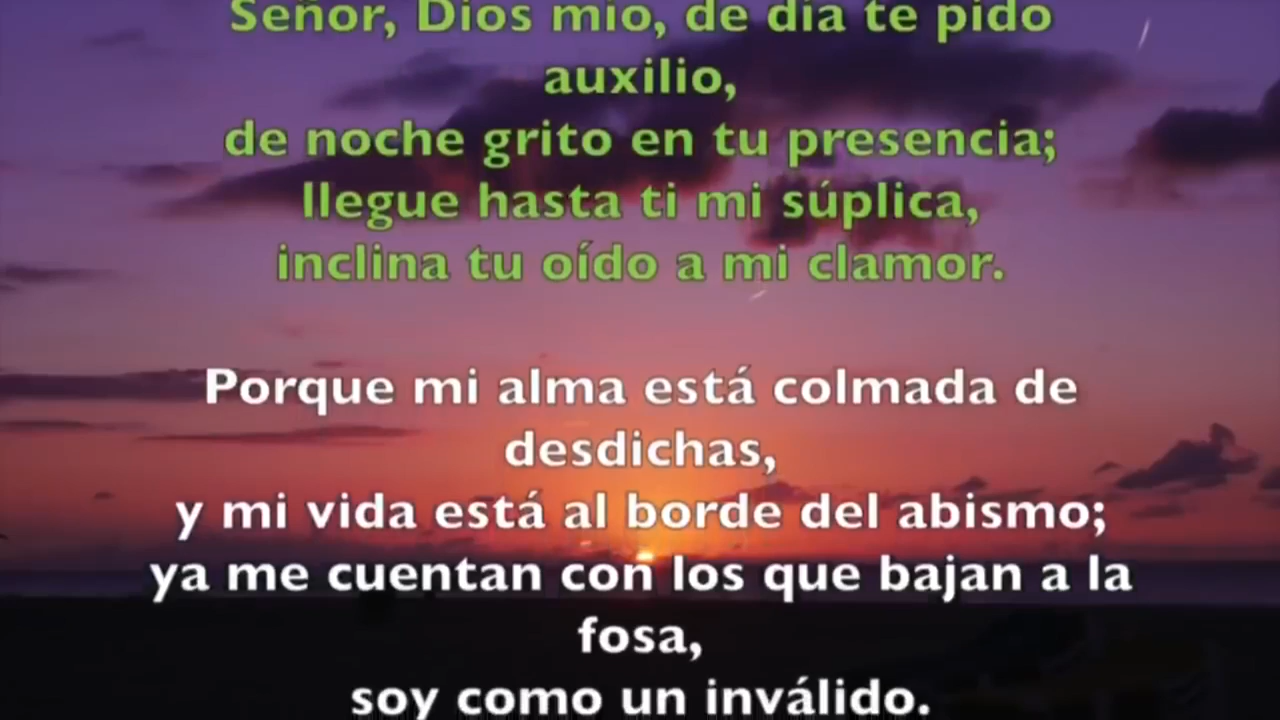 Señor, Dios mío, de día te pido
auxilio,
de noche grito en tu presencia;
llegue hasta ti mi súplica,
inclina tu oído a mi clamor.
Porque mi alma está colmada de
desdichas,
y mi vida está al borde del abismo;
ya me cuentan con los que bajan a la
fosa,
soy como un inválido.